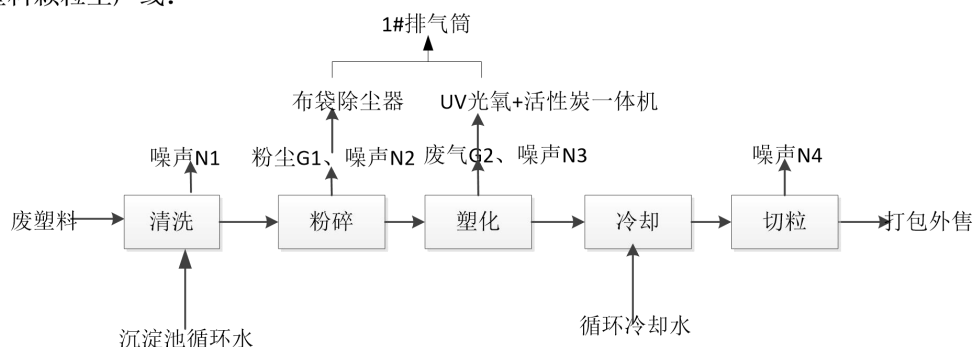 塑料颗粒生产线：
1#排气筒
布袋除尘器
UV光氧+活性炭一体机
噪声N1
粉尘G1、噪声N2
废气G2、噪声N3
噪声N4
废塑料
清洗
粉碎
塑化
冷却
切粒
打包外售
沉淀池循环水
循环冷却水